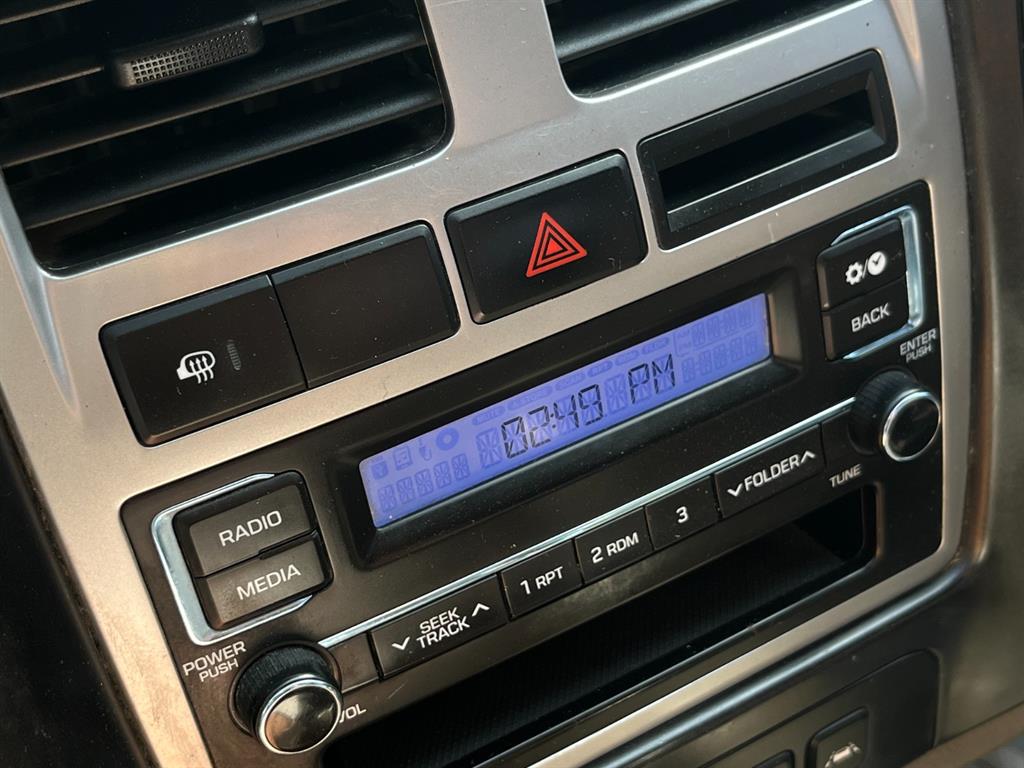 02:49 PM
BACK
ENTER
PUSH
RADIO
MEDIA
SEEK
TRACK
1 RPT
2 RDM
3
FOLDER
TUNE
POWER
PUSH
VOL